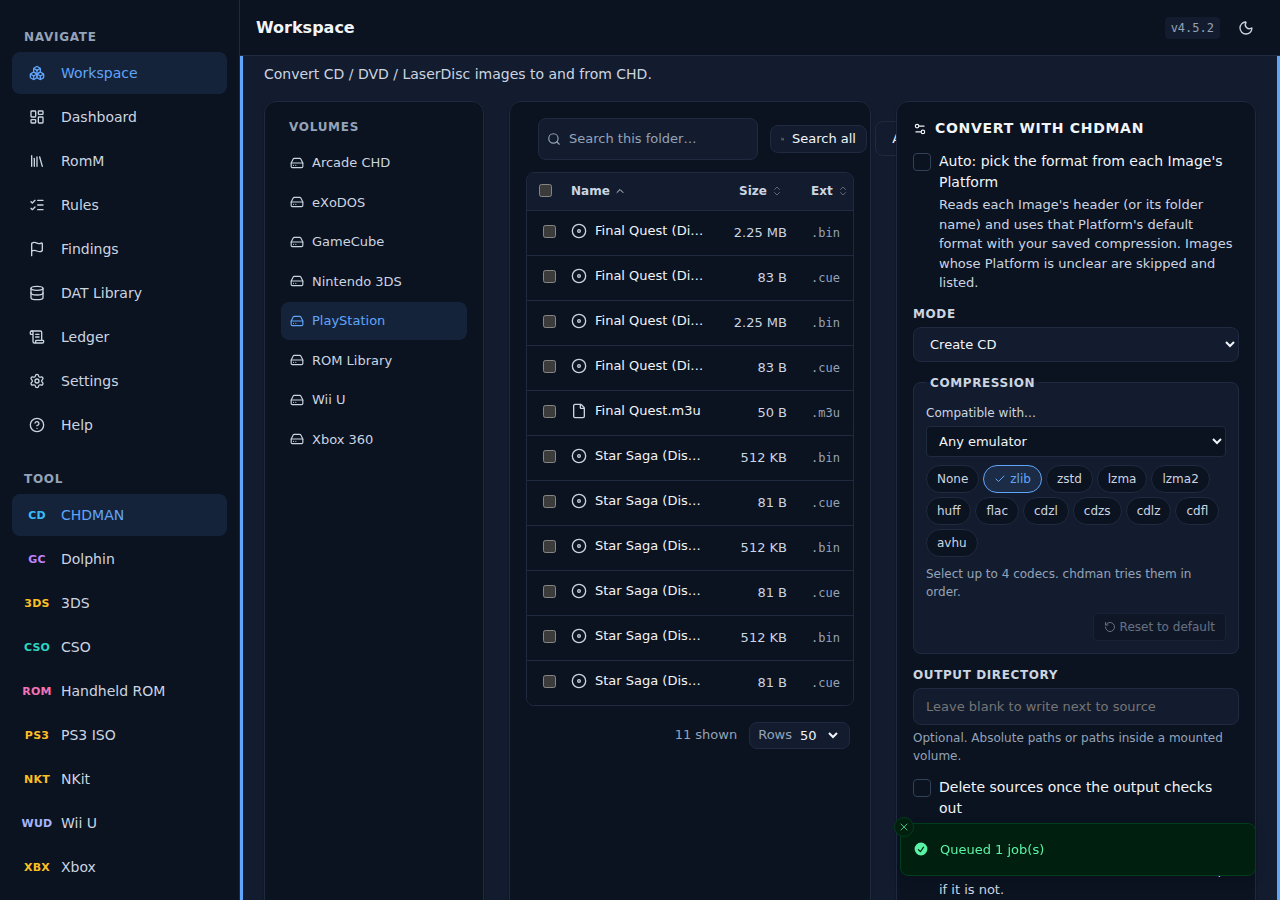 NAVIGATE
Workspace
Dashboard
RomM
Rules
Findings
DAT Library
Ledger
Settings
Help
TOOL
CD CHDMAN
GC Dolphin
3DS 3DS
CSO CSO
ROM Handheld ROM
PS3 PS3 ISO
NKT NKit
WUD Wii U
XBX Xbox
Workspace
v4.5.2
Convert CD / DVD / LaserDisc images to and from CHD.
VOLUMES
Arcade CHD
eXoDOS
GameCube
Nintendo 3DS
PlayStation
ROM Library
Wii U
Xbox 360
Search this folder…
Search all
Name Size Ext
Final Quest (Di… 2.25 MB .bin
Final Quest (Di… 83 B .cue
Final Quest (Di… 2.25 MB .bin
Final Quest (Di… 83 B .cue
Final Quest.m3u 50 B .m3u
Star Saga (Dis… 512 KB .bin
Star Saga (Dis… 81 B .cue
Star Saga (Dis… 512 KB .bin
Star Saga (Dis… 81 B .cue
Star Saga (Dis… 512 KB .bin
Star Saga (Dis… 81 B .cue
11 shown Rows 50
CONVERT WITH CHDMAN
Auto: pick the format from each Image's
Platform
Reads each Image's header (or its folder
name) and uses that Platform's default
format with your saved compression. Images
whose Platform is unclear are skipped and
listed.
MODE
Create CD
COMPRESSION
Compatible with…
Any emulator
None zlib zstd lzma lzma2
huff flac cdzl cdzs cdlz cdfl
avhu
Select up to 4 codecs. chdman tries them in
order.
Reset to default
OUTPUT DIRECTORY
Leave blank to write next to source
Optional. Absolute paths or paths inside a mounted
volume.
Delete sources once the output checks
out
Queued 1 job(s)
if it is not.